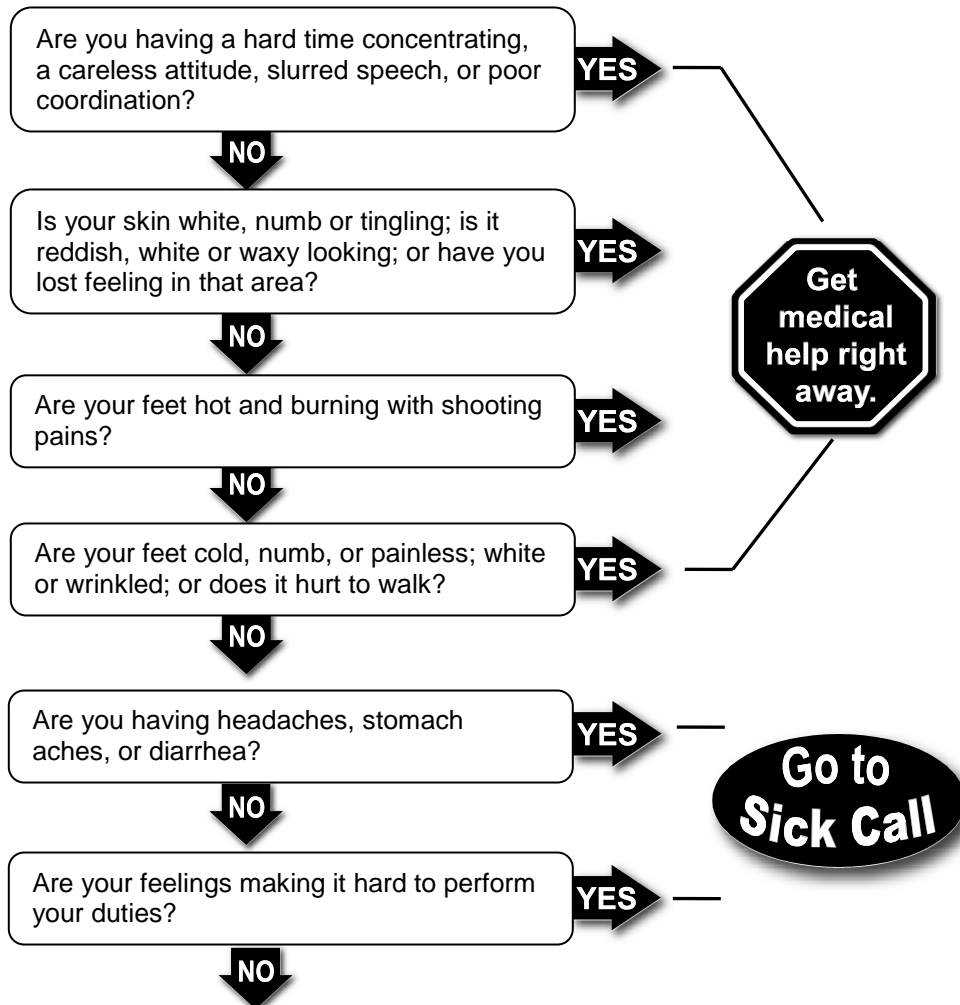 Are you having a hard time concentrating,
a careless attitude, slurred speech, or poor
coordination?
YES
NO
Is your skin white, numb or tingling; is it
reddish, white or waxy looking; or have you
lost feeling in that area?
YES
NO
Get
medical
help right
away.
Are your feet hot and burning with shooting
pains?
YES
NO
Are your feet cold, numb, or painless; white
or wrinkled; or does it hurt to walk?
YES
NO
Are you having headaches, stomach
aches, or diarrhea?
YES
NO
Go to
Sick Call
Are your feelings making it hard to perform
your duties?
YES
NO